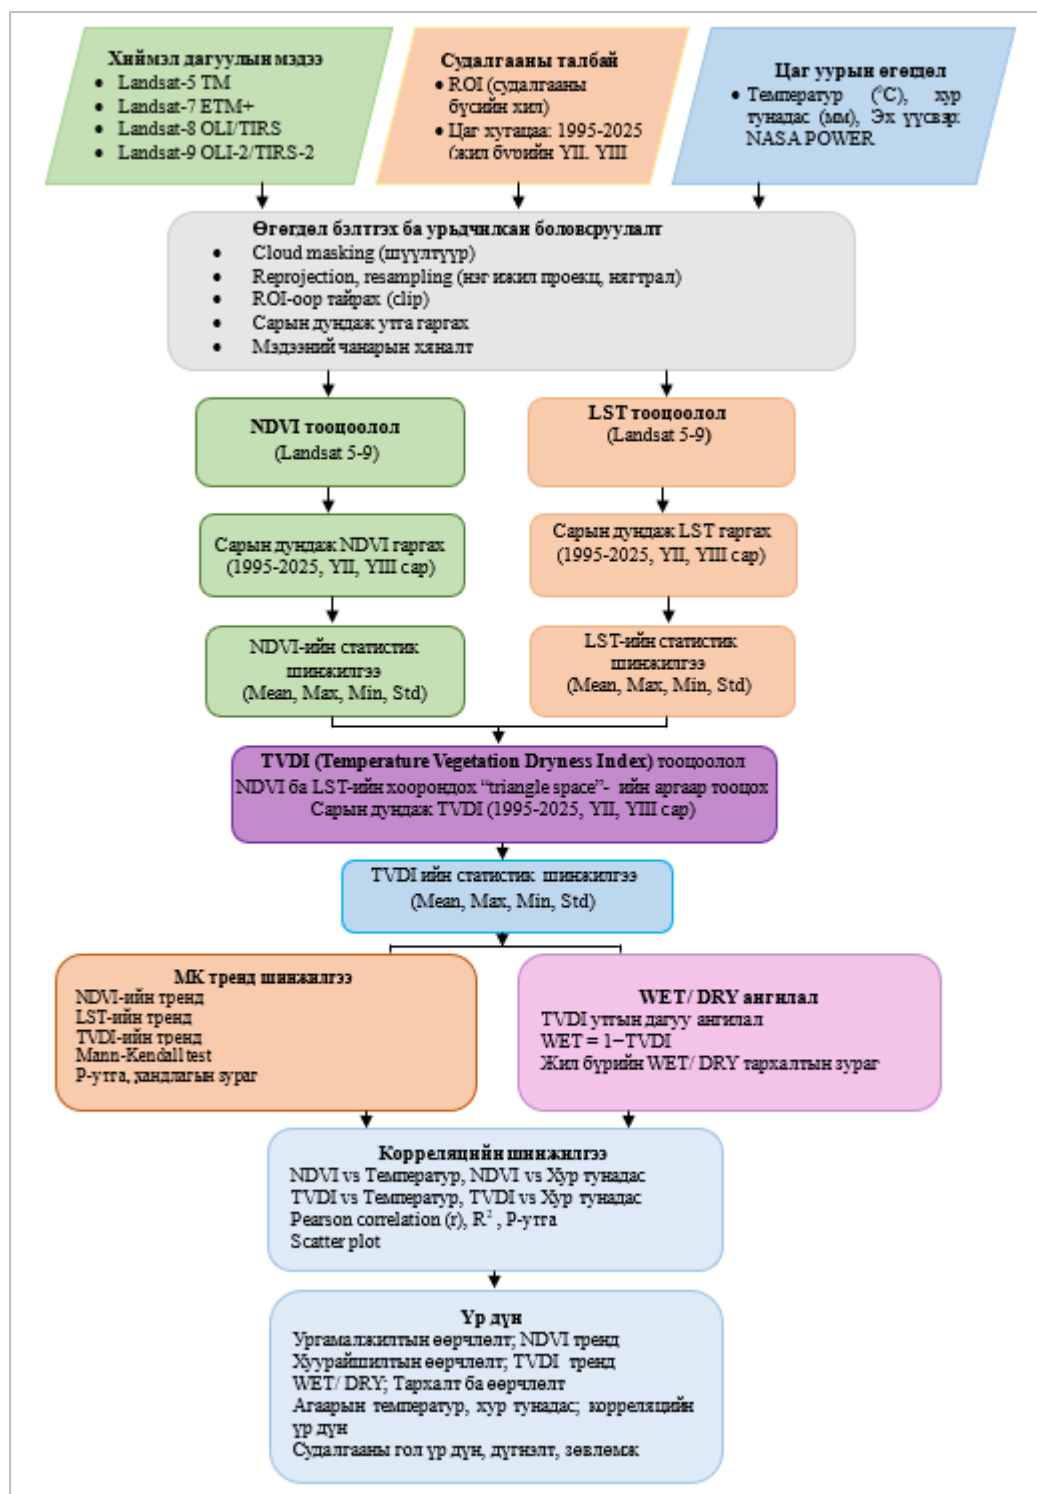 Хиймэл дагуулын мэдээ
• Landsat-5 TM
• Landsat-7 ETM+
• Landsat-8 OLI/TIRS
• Landsat-9 OLI-2/TIRS-2
Судалгааны талбай
• ROI (судалгааны
бүсийн хил)
• Цаг хугацаа: 1995-2025
(жил бүрийн YII, YIII
Цаг уурын өгөгдөл
• Температур (°C), хур
тунадас (мм), Эх үүсвэр:
NASA POWER
Өгөгдөл бэлтгэх ба урьдчилсан боловсруулалт
• Cloud masking (шүүлтүүр)
• Reprojection, resampling (нэг ижил проекц, нягтрал)
• ROI-оор тайрах (clip)
• Сарын дундаж утга гаргах
• Мэдээний чанарын хяналт
NDVI тооцоолол
(Landsat 5-9)
LST тооцоолол
(Landsat 5-9)
Сарын дундаж NDVI гаргах
(1995-2025, YII, YIII сар)
Сарын дундаж LST гаргах
(1995-2025, YII, YIII сар)
NDVI-ийн статистик
шинжилгээ
(Mean, Max, Min, Std)
LST-ийн статистик
шинжилгээ
(Mean, Max, Min, Std)
TVDI (Temperature Vegetation Dryness Index) тооцоолол
NDVI ба LST-ийн хоорондох “triangle space”- ийн аргаар тооцох
Сарын дундаж TVDI (1995-2025, YII, YIII сар)
TVDI ийн статистик шинжилгээ
(Mean, Max, Min, Std)
МК тренд шинжилгээ
NDVI-ийн тренд
LST-ийн тренд
TVDI-ийн тренд
Mann-Kendall test
P-утга, хандлагын зураг
WET/ DRY ангилал
TVDI утгын дагуу ангилал
WET = 1−TVDI
Жил бүрийн WET/ DRY тархалтын зураг
Корреляцийн шинжилгээ
NDVI vs Температур, NDVI vs Хур тунадас
TVDI vs Температур, TVDI vs Хур тунадас
Pearson correlation (r), R² , P-утга
Scatter plot
Үр дүн
Ургамалжилтын өөрчлөлт; NDVI тренд
Хуурайшилтын өөрчлөлт; TVDI тренд
WET/ DRY; Тархалт ба өөрчлөлт
Агаарын температур, хур тунадас; корреляцийн
үр дүн
Судалгааны гол үр дүн, дүгнэлт, зөвлөмж